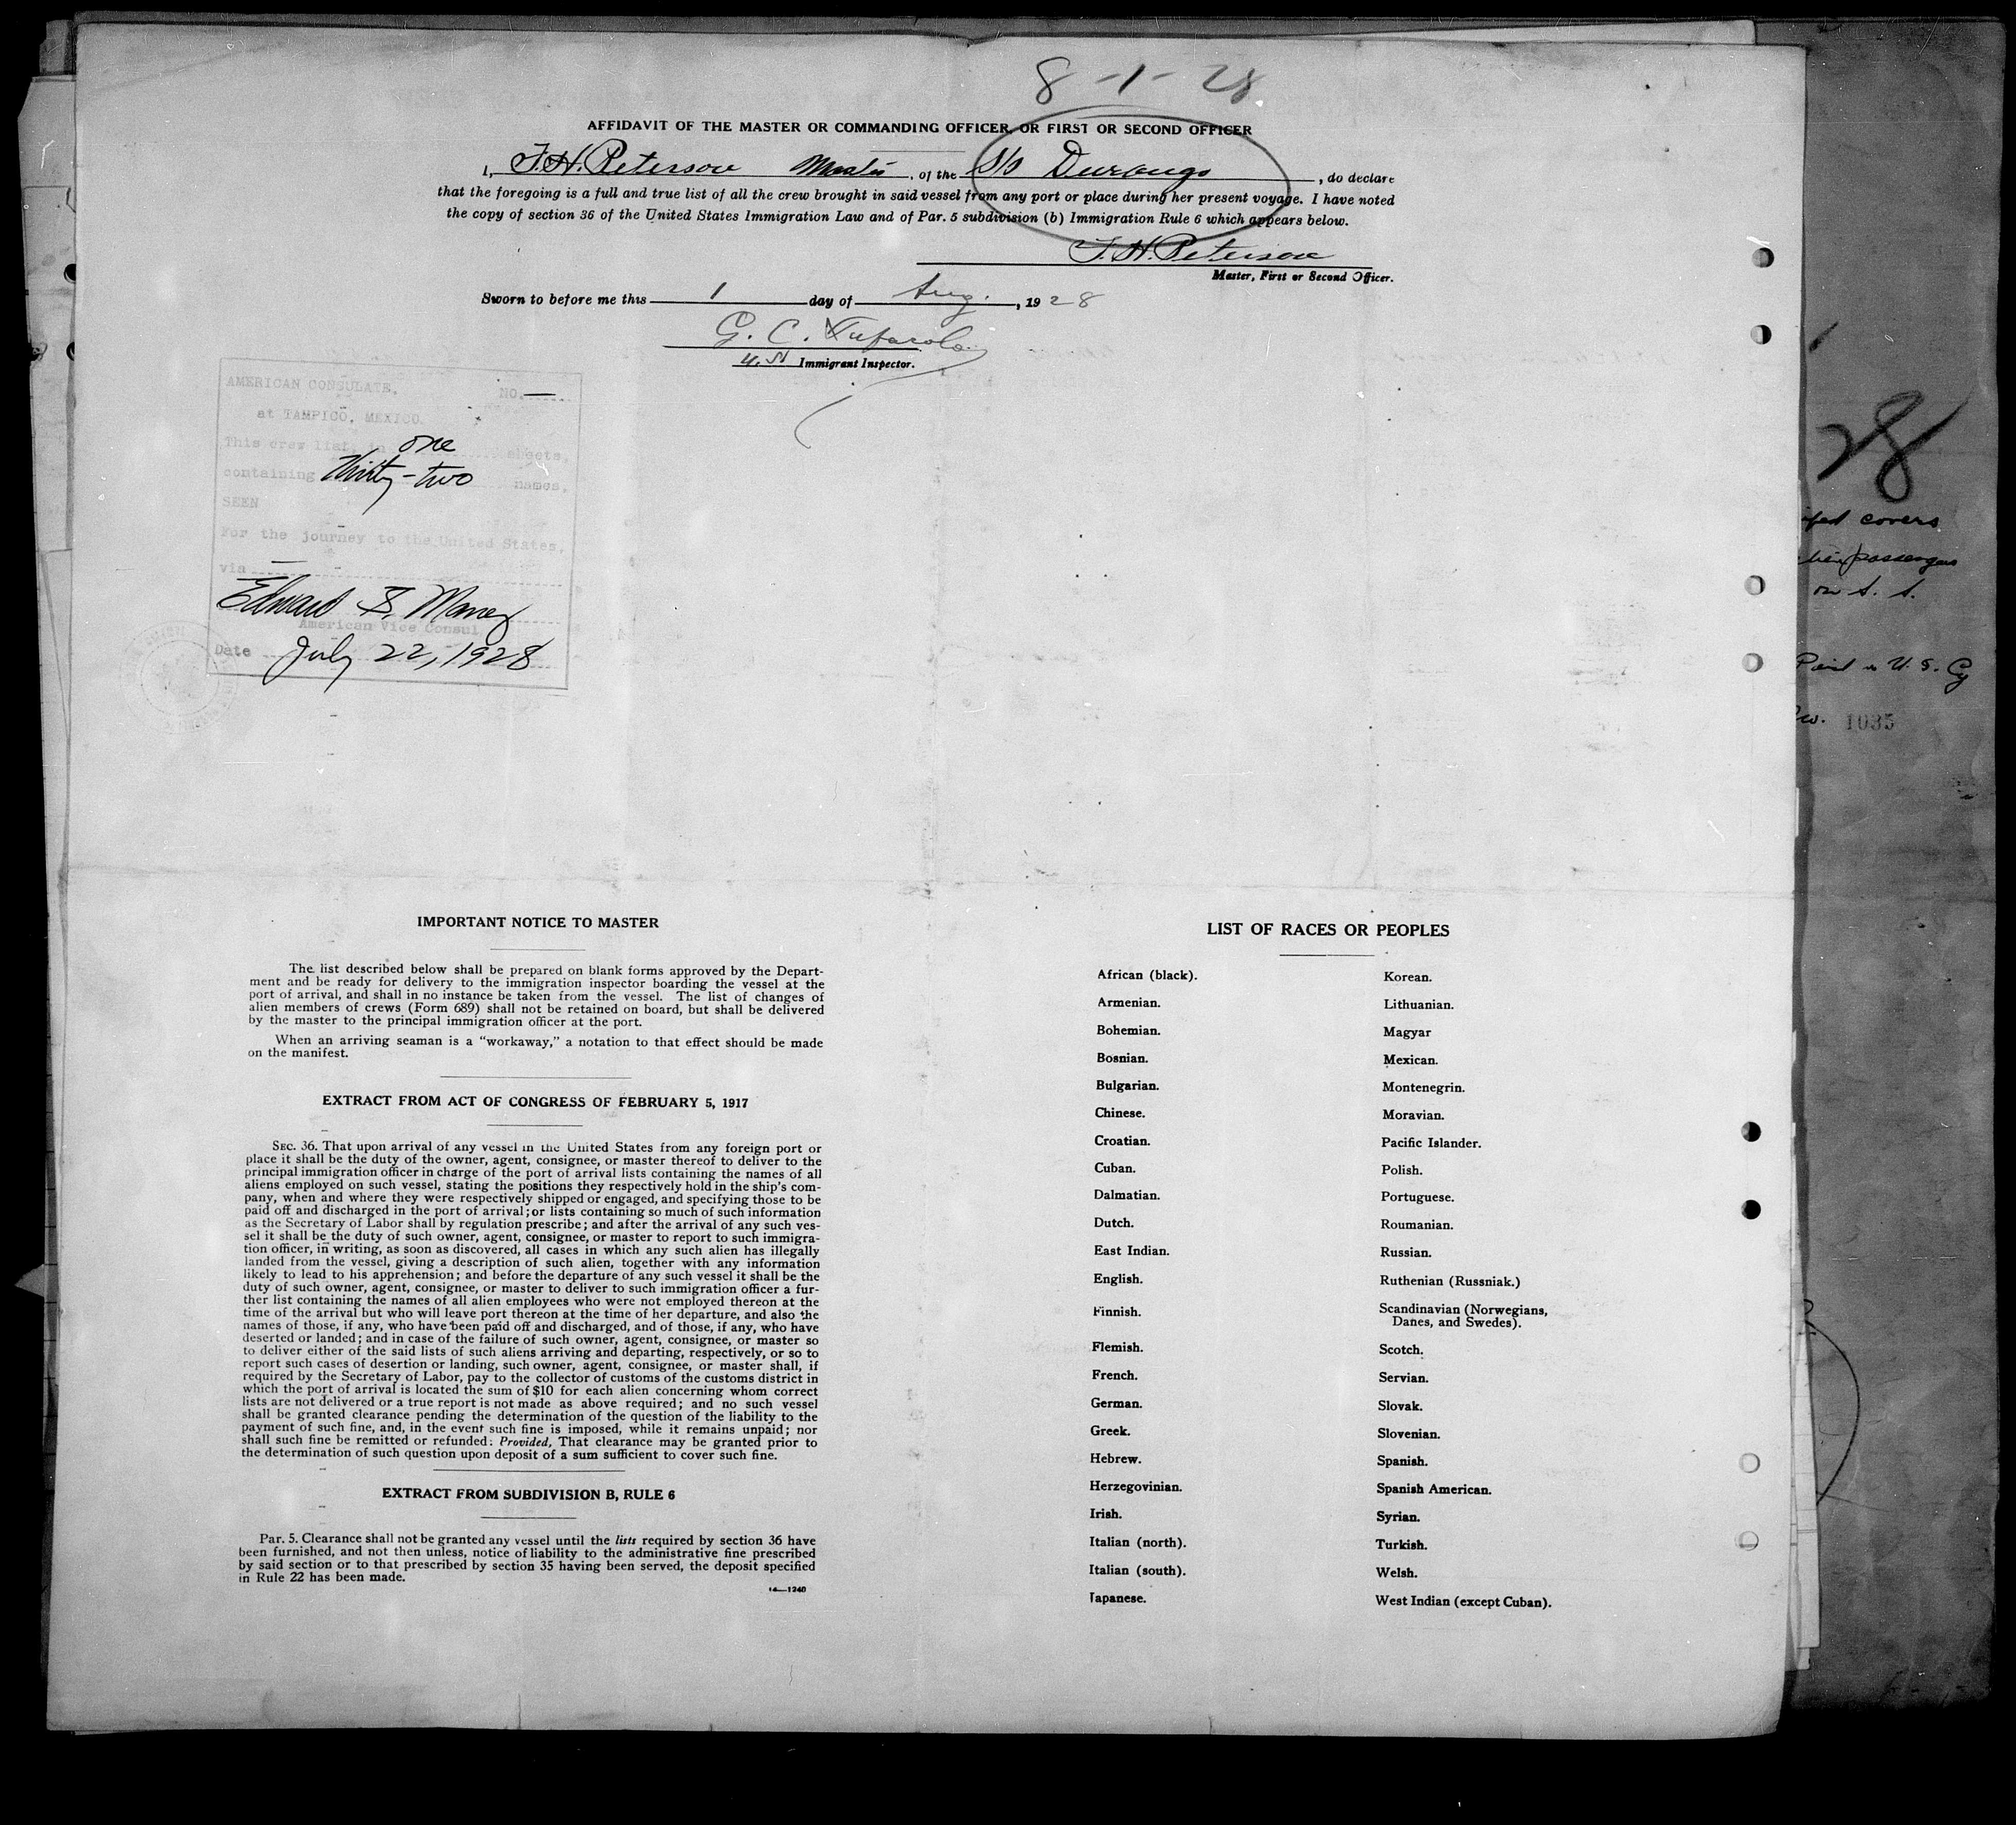 8-1-28
AFFIDAVIT OF THE MASTER OR COMMANDING OFFICER, OR FIRST OR SECOND OFFICER
I, Master, of the S/S Durango, do declare
that the foregoing is a full and true list of all the crew brought in said vessel from any port or place during her present voyage. I have noted
the copy of section 36 of the United States Immigration Law and of Par. 5 subdivision (b) Immigration Rule 6 which appears below.
Master, First or Second Officer.
Sworn to before me this 1 day of Aug., 1928
G. C.
U.S. Immigrant Inspector.
AMERICAN CONSULATE, NO.
at TAMPICO, MEXICO
This crew list, in one sheets,
containing Thirty-two names,
SEEN
For the journey to the United States,
via
Edward
American Vice Consul
Date July 22, 1928
28
covers
passengers
on S. S.
Paid in U. S. Cy
1035
IMPORTANT NOTICE TO MASTER
The list described below shall be prepared on blank forms approved by the Depart-
ment and be ready for delivery to the immigration inspector boarding the vessel at the
port of arrival, and shall in no instance be taken from the vessel. The list of changes of
alien members of crews (Form 689) shall not be retained on board, but shall be delivered
by the master to the principal immigration officer at the port.
When an arriving seaman is a "workaway," a notation to that effect should be made
on the manifest.
EXTRACT FROM ACT OF CONGRESS OF FEBRUARY 5, 1917
SEC. 36. That upon arrival of any vessel in the United States from any foreign port or
place it shall be the duty of the owner, agent, consignee, or master thereof to deliver to the
principal immigration officer in charge of the port of arrival lists containing the names of all
aliens employed on such vessel, stating the positions they respectively hold in the ship's com-
pany, when and where they were respectively shipped or engaged, and specifying those to be
paid off and discharged in the port of arrival; or lists containing so much of such information
as the Secretary of Labor shall by regulation prescribe; and after the arrival of any such ves-
sel it shall be the duty of such owner, agent, consignee, or master to report to such immigra-
tion officer, in writing, as soon as discovered, all cases in which any such alien has illegally
landed from the vessel, giving a description of such alien, together with any information
likely to lead to his apprehension; and before the departure of any such vessel it shall be the
duty of such owner, agent, consignee, or master to deliver to such immigration officer a fur-
ther list containing the names of all alien employees who were not employed thereon at the
time of the arrival but who will leave port thereon at the time of her departure, and also the
names of those, if any, who have been paid off and discharged, and of those, if any, who have
deserted or landed; and in case of the failure of such owner, agent, consignee, or master so
to deliver either of the said lists of such aliens arriving and departing, respectively, or so to
report such cases of desertion or landing, such owner, agent, consignee, or master shall, if
required by the Secretary of Labor, pay to the collector of customs of the customs district in
which the port of arrival is located the sum of $10 for each alien concerning whom correct
lists are not delivered or a true report is not made as above required; and no such vessel
shall be granted clearance pending the determination of the question of the liability to the
payment of such fine, and, in the event such fine is imposed, while it remains unpaid; nor
shall such fine be remitted or refunded: Provided, That clearance may be granted prior to
the determination of such question upon deposit of a sum sufficient to cover such fine.
EXTRACT FROM SUBDIVISION B, RULE 6
Par. 5. Clearance shall not be granted any vessel until the lists required by section 36 have
been furnished, and not then unless, notice of liability to the administrative fine prescribed
by said section or to that prescribed by section 35 having been served, the deposit specified
in Rule 22 has been made.
14—1240
LIST OF RACES OR PEOPLES
African (black).
Armenian.
Bohemian.
Bosnian.
Bulgarian.
Chinese.
Croatian.
Cuban.
Dalmatian.
Dutch.
East Indian.
English.
Finnish.
Flemish.
French.
German.
Greek.
Hebrew.
Herzegovinian.
Irish.
Italian (north).
Italian (south).
Japanese.
Korean.
Lithuanian.
Magyar
Mexican.
Montenegrin.
Moravian.
Pacific Islander.
Polish.
Portuguese.
Roumanian.
Russian.
Ruthenian (Russniak.)
Scandinavian (Norwegians,
Danes, and Swedes).
Scotch.
Servian.
Slovak.
Slovenian.
Spanish.
Spanish American.
Syrian.
Turkish.
Welsh.
West Indian (except Cuban).